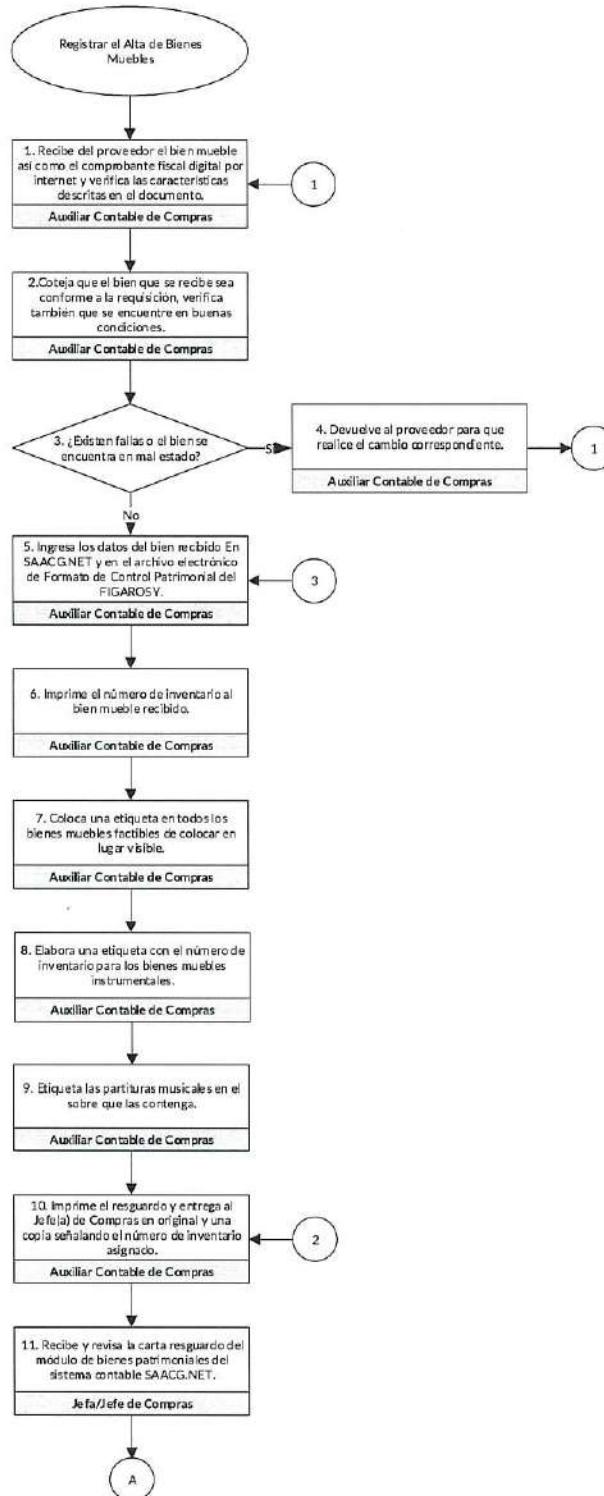 Registrar el Alta de Bienes
Muebles
1. Recibe del proveedor el bien mueble
así como el comprobante fiscal digital por
internet y verifica las características
descritas en el documento.
Auxiliar Contable de Compras
1
2.Coteja que el bien que se recibe sea
conforme a la requisición, verifica
también que se encuentre en buenas
condiciones.
Auxiliar Contable de Compras
3. ¿Existen fallas o el bien se
encuentra en mal estado?
Sí
4. Devuelve al proveedor para que
realice el cambio correspondiente.
Auxiliar Contable de Compras
1
No
5. Ingresa los datos del bien recibido En
SAACG.NET y en el archivo electrónico
de Formato de Control Patrimonial del
FIGAROSY.
Auxiliar Contable de Compras
3
6. Imprime el número de inventario al
bien mueble recibido.
Auxiliar Contable de Compras
7. Coloca una etiqueta en todos los
bienes muebles factibles de colocar en
lugar visible.
Auxiliar Contable de Compras
8. Elabora una etiqueta con el número de
inventario para los bienes muebles
instrumentales.
Auxiliar Contable de Compras
9. Etiqueta las partituras musicales en el
sobre que las contenga.
Auxiliar Contable de Compras
10. Imprime el resguardo y entrega al
Jefe(a) de Compras en original y una
copia señalando el número de inventario
asignado.
Auxiliar Contable de Compras
2
11. Recibe y revisa la carta resguardo del
módulo de bienes patrimoniales del
sistema contable SAACG.NET.
Jefa/Jefe de Compras
A